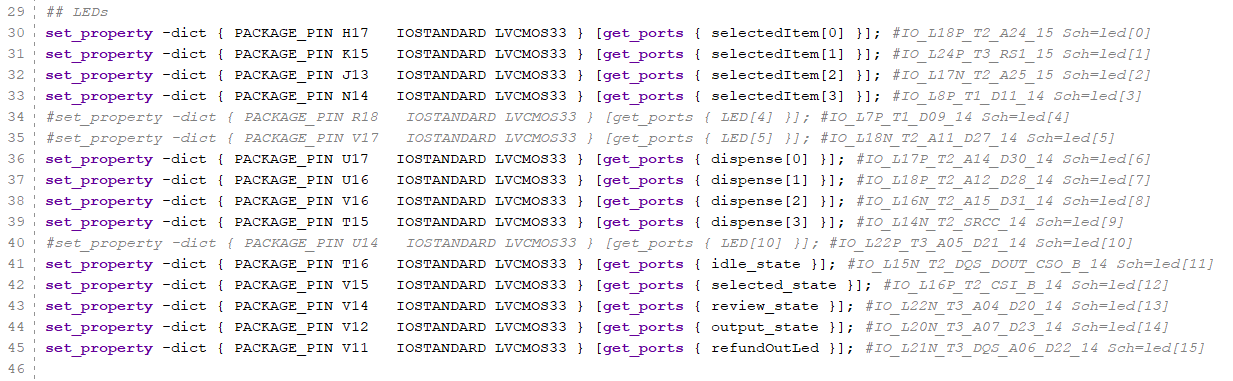 29 ## LEDs
30 set_property -dict { PACKAGE_PIN H17 IOSTANDARD LVCMOS33 } [get_ports { selectedItem[0] }]; #IO_L18P_T2_A24_15 Sch=led[0]
31 set_property -dict { PACKAGE_PIN K15 IOSTANDARD LVCMOS33 } [get_ports { selectedItem[1] }]; #IO_L24P_T3_RS1_15 Sch=led[1]
32 set_property -dict { PACKAGE_PIN J13 IOSTANDARD LVCMOS33 } [get_ports { selectedItem[2] }]; #IO_L17N_T2_A25_15 Sch=led[2]
33 set_property -dict { PACKAGE_PIN N14 IOSTANDARD LVCMOS33 } [get_ports { selectedItem[3] }]; #IO_L8P_T1_D11_14 Sch=led[3]
34 #set_property -dict { PACKAGE_PIN R18 IOSTANDARD LVCMOS33 } [get_ports { LED[4] }]; #IO_L7P_T1_D09_14 Sch=led[4]
35 #set_property -dict { PACKAGE_PIN V17 IOSTANDARD LVCMOS33 } [get_ports { LED[5] }]; #IO_L18N_T2_A11_D27_14 Sch=led[5]
36 set_property -dict { PACKAGE_PIN U17 IOSTANDARD LVCMOS33 } [get_ports { dispense[0] }]; #IO_L17P_T2_A14_D30_14 Sch=led[6]
37 set_property -dict { PACKAGE_PIN U16 IOSTANDARD LVCMOS33 } [get_ports { dispense[1] }]; #IO_L18P_T2_A12_D28_14 Sch=led[7]
38 set_property -dict { PACKAGE_PIN V16 IOSTANDARD LVCMOS33 } [get_ports { dispense[2] }]; #IO_L16N_T2_A15_D31_14 Sch=led[8]
39 set_property -dict { PACKAGE_PIN T15 IOSTANDARD LVCMOS33 } [get_ports { dispense[3] }]; #IO_L14N_T2_SRCC_14 Sch=led[9]
40 #set_property -dict { PACKAGE_PIN U14 IOSTANDARD LVCMOS33 } [get_ports { LED[10] }]; #IO_L22P_T3_A05_D21_14 Sch=led[10]
41 set_property -dict { PACKAGE_PIN T16 IOSTANDARD LVCMOS33 } [get_ports { idle_state }]; #IO_L15N_T2_DQS_DOUT_CSO_B_14 Sch=led[11]
42 set_property -dict { PACKAGE_PIN V15 IOSTANDARD LVCMOS33 } [get_ports { selected_state }]; #IO_L16P_T2_CSI_B_14 Sch=led[12]
43 set_property -dict { PACKAGE_PIN V14 IOSTANDARD LVCMOS33 } [get_ports { review_state }]; #IO_L22N_T3_A04_D20_14 Sch=led[13]
44 set_property -dict { PACKAGE_PIN V12 IOSTANDARD LVCMOS33 } [get_ports { output_state }]; #IO_L20N_T3_A07_D23_14 Sch=led[14]
45 set_property -dict { PACKAGE_PIN V11 IOSTANDARD LVCMOS33 } [get_ports { refundOutLed }]; #IO_L21N_T3_DQS_A06_D22_14 Sch=led[15]
46